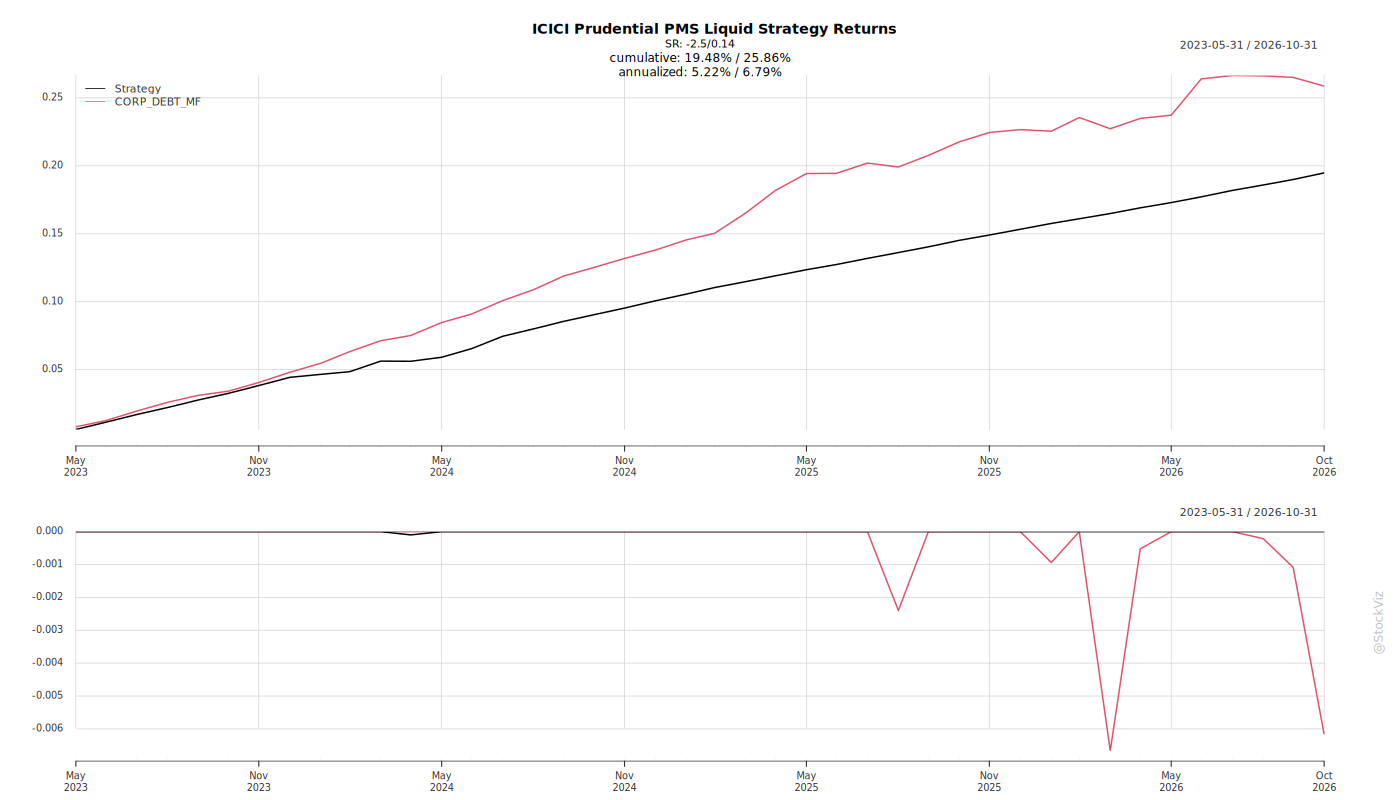 ICICI Prudential PMS Liquid Strategy Returns
SR: -2.5/0.14
cumulative: 19.48% / 25.86%
annualized: 5.22% / 6.79%
2023-05-31 / 2026-10-31
Strategy
CORP_DEBT_MF
0.25
0.20
0.15
0.10
0.05
May Nov May Nov May Nov May Oct
2023 2023 2024 2024 2025 2025 2026 2026
2023-05-31 / 2026-10-31
0.000
-0.001
-0.002
-0.003
-0.004
-0.005
-0.006
May Nov May Nov May Nov May Oct
2023 2023 2024 2024 2025 2025 2026 2026
@StockViz